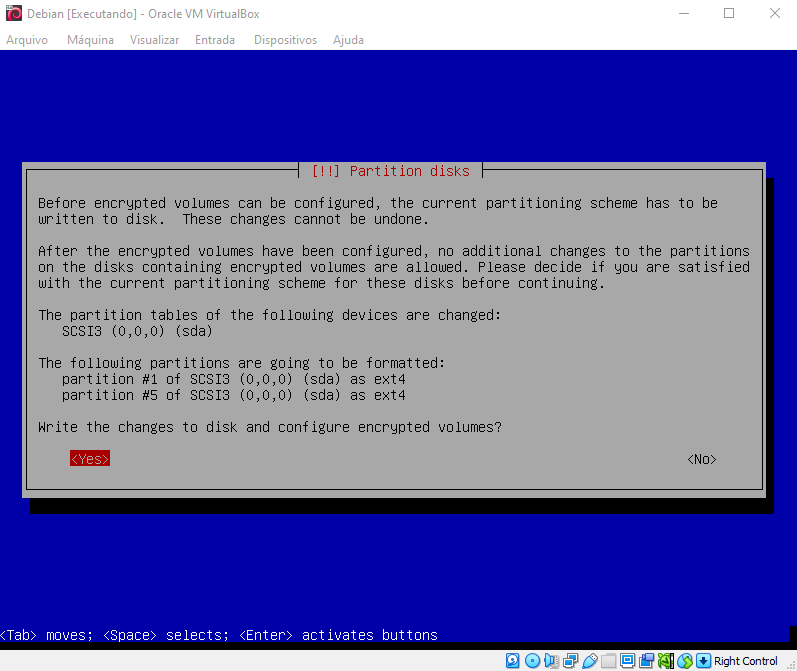 Debian [Executando] - Oracle VM VirtualBox
Arquivo Máquina Visualizar Entrada Dispositivos Ajuda
[!!] Partition disks
Before encrypted volumes can be configured, the current partitioning scheme has to be
written to disk.  These changes cannot be undone.
After the encrypted volumes have been configured, no additional changes to the partitions
on the disks containing encrypted volumes are allowed. Please decide if you are satisfied
with the current partitioning scheme for these disks before continuing.
The partition tables of the following devices are changed:
SCSI3 (0,0,0) (sda)
The following partitions are going to be formatted:
partition #1 of SCSI3 (0,0,0) (sda) as ext4
partition #5 of SCSI3 (0,0,0) (sda) as ext4
Write the changes to disk and configure encrypted volumes?
<Yes> <No>
<Tab> moves; <Space> selects; <Enter> activates buttons
Right Control